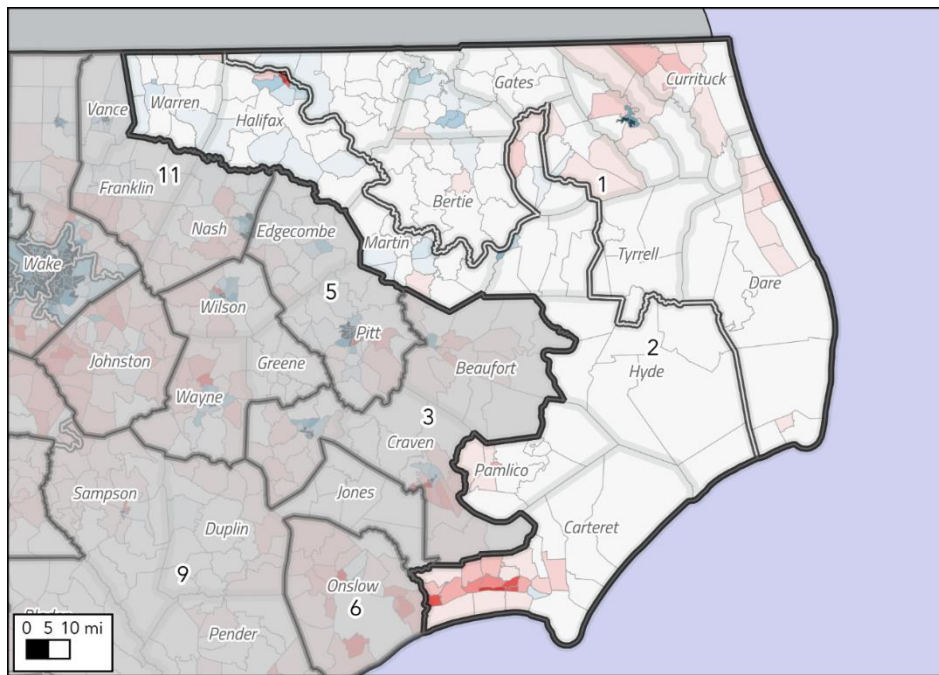 Gates
Currituck
Warren
Vance
Halifax
11
Franklin
1
Bertie
Nash
Edgecombe
Martin
Tyrrell
Wake
Dare
5
Wilson
Pitt
2
Johnston
Greene
Beaufort
Hyde
Wayne
3
Craven
Pamlico
Sampson
Jones
Duplin
Carteret
9
Onslow
6
0 5 10 mi
Pender